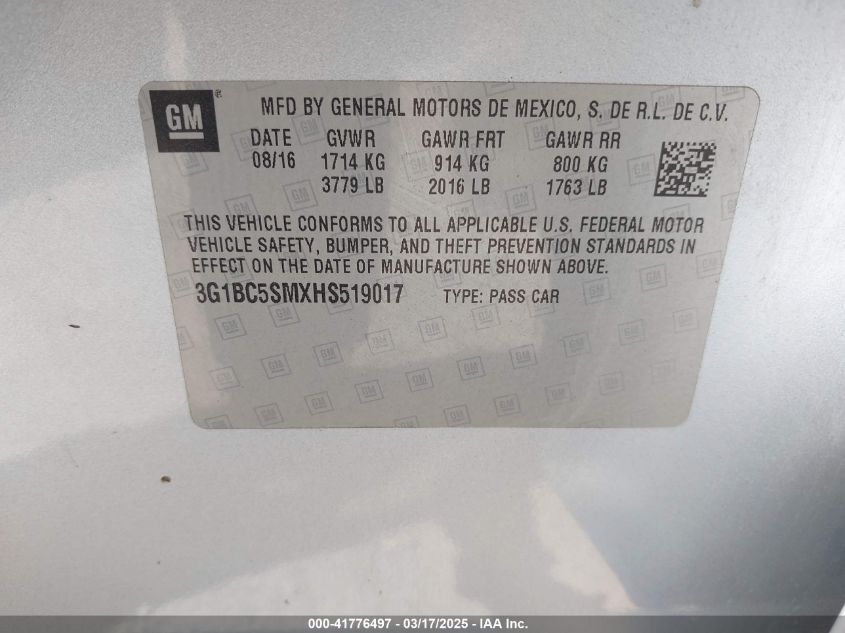 GM
MFD BY GENERAL MOTORS DE MEXICO, S. DE R.L. DE C.V.
DATE GVWR GAWR FRT GAWR RR
08/16 1714 KG 914 KG 800 KG
3779 LB 2016 LB 1763 LB
THIS VEHICLE CONFORMS TO ALL APPLICABLE U.S. FEDERAL MOTOR
VEHICLE SAFETY, BUMPER, AND THEFT PREVENTION STANDARDS IN
EFFECT ON THE DATE OF MANUFACTURE SHOWN ABOVE.
3G1BC5SMXHS519017 TYPE: PASS CAR
000-41776497 - 03/17/2025 - IAA Inc.